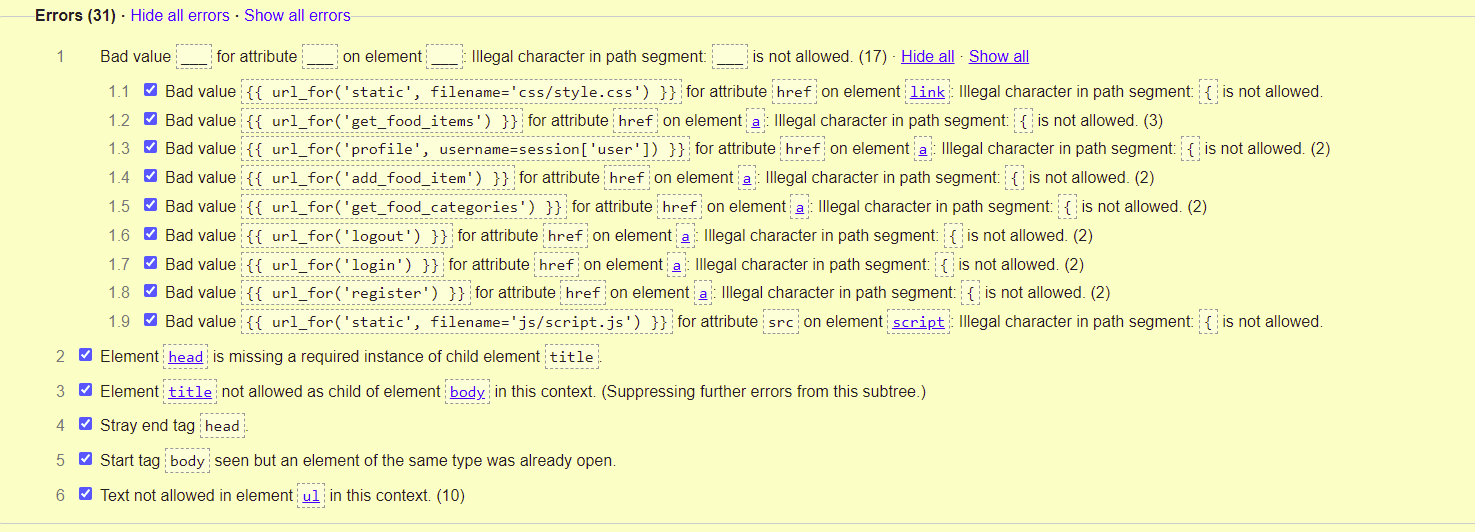 Errors (31) · Hide all errors · Show all errors
1 Bad value ___ for attribute ___ on element ___: Illegal character in path segment: ___ is not allowed. (17) · Hide all · Show all
1.1 Bad value {{ url_for('static', filename='css/style.css') }} for attribute href on element link: Illegal character in path segment: { is not allowed.
1.2 Bad value {{ url_for('get_food_items') }} for attribute href on element a: Illegal character in path segment: { is not allowed. (3)
1.3 Bad value {{ url_for('profile', username=session['user']) }} for attribute href on element a: Illegal character in path segment: { is not allowed. (2)
1.4 Bad value {{ url_for('add_food_item') }} for attribute href on element a: Illegal character in path segment: { is not allowed. (2)
1.5 Bad value {{ url_for('get_food_categories') }} for attribute href on element a: Illegal character in path segment: { is not allowed. (2)
1.6 Bad value {{ url_for('logout') }} for attribute href on element a: Illegal character in path segment: { is not allowed. (2)
1.7 Bad value {{ url_for('login') }} for attribute href on element a: Illegal character in path segment: { is not allowed. (2)
1.8 Bad value {{ url_for('register') }} for attribute href on element a: Illegal character in path segment: { is not allowed. (2)
1.9 Bad value {{ url_for('static', filename='js/script.js') }} for attribute src on element script: Illegal character in path segment: { is not allowed.
2 Element head is missing a required instance of child element title.
3 Element title not allowed as child of element body in this context. (Suppressing further errors from this subtree.)
4 Stray end tag head.
5 Start tag body seen but an element of the same type was already open.
6 Text not allowed in element ul in this context. (10)